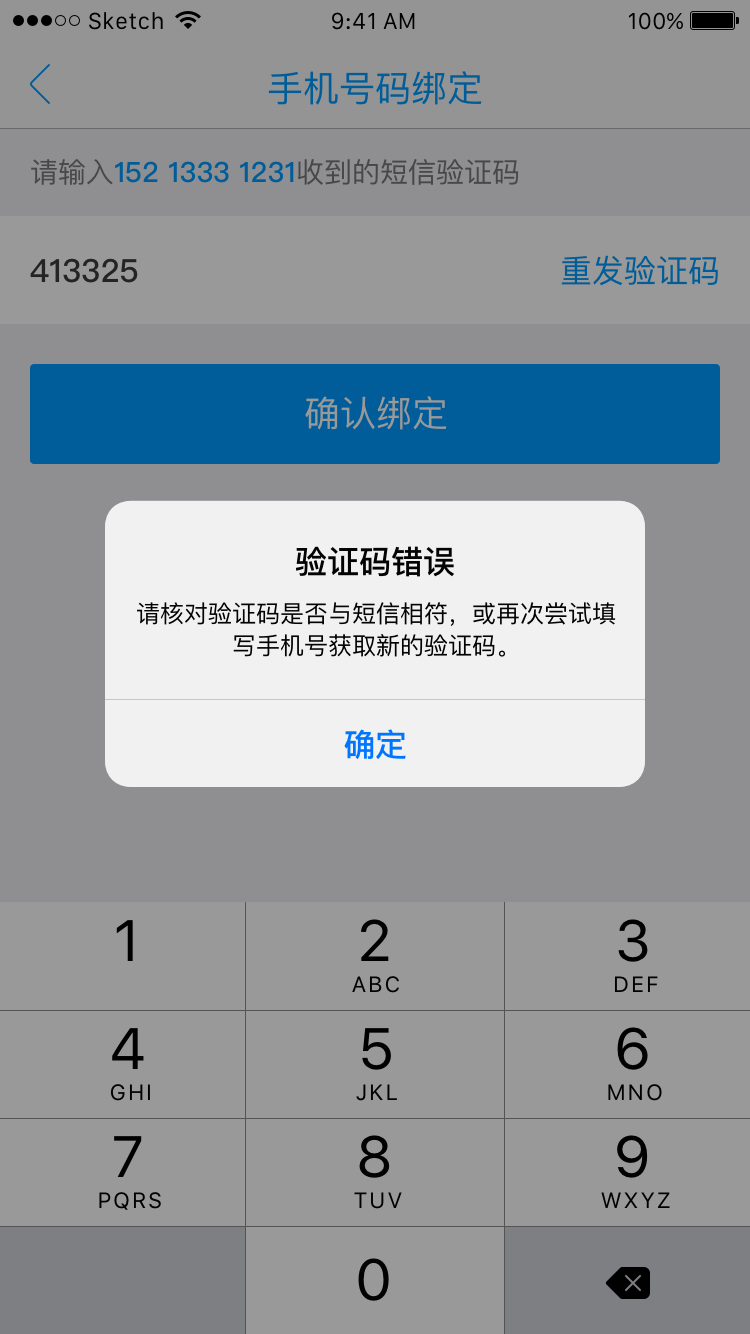 Sketch 9:41 AM 100%
手机号码绑定
请输入152 1333 1231收到的短信验证码
413325 重发验证码
确认绑定
验证码错误
请核对验证码是否与短信相符，或再次尝试填
写手机号获取新的验证码。
确定
1 2 3
ABC DEF
4 5 6
GHI JKL MNO
7 8 9
PQRS TUV WXYZ
0